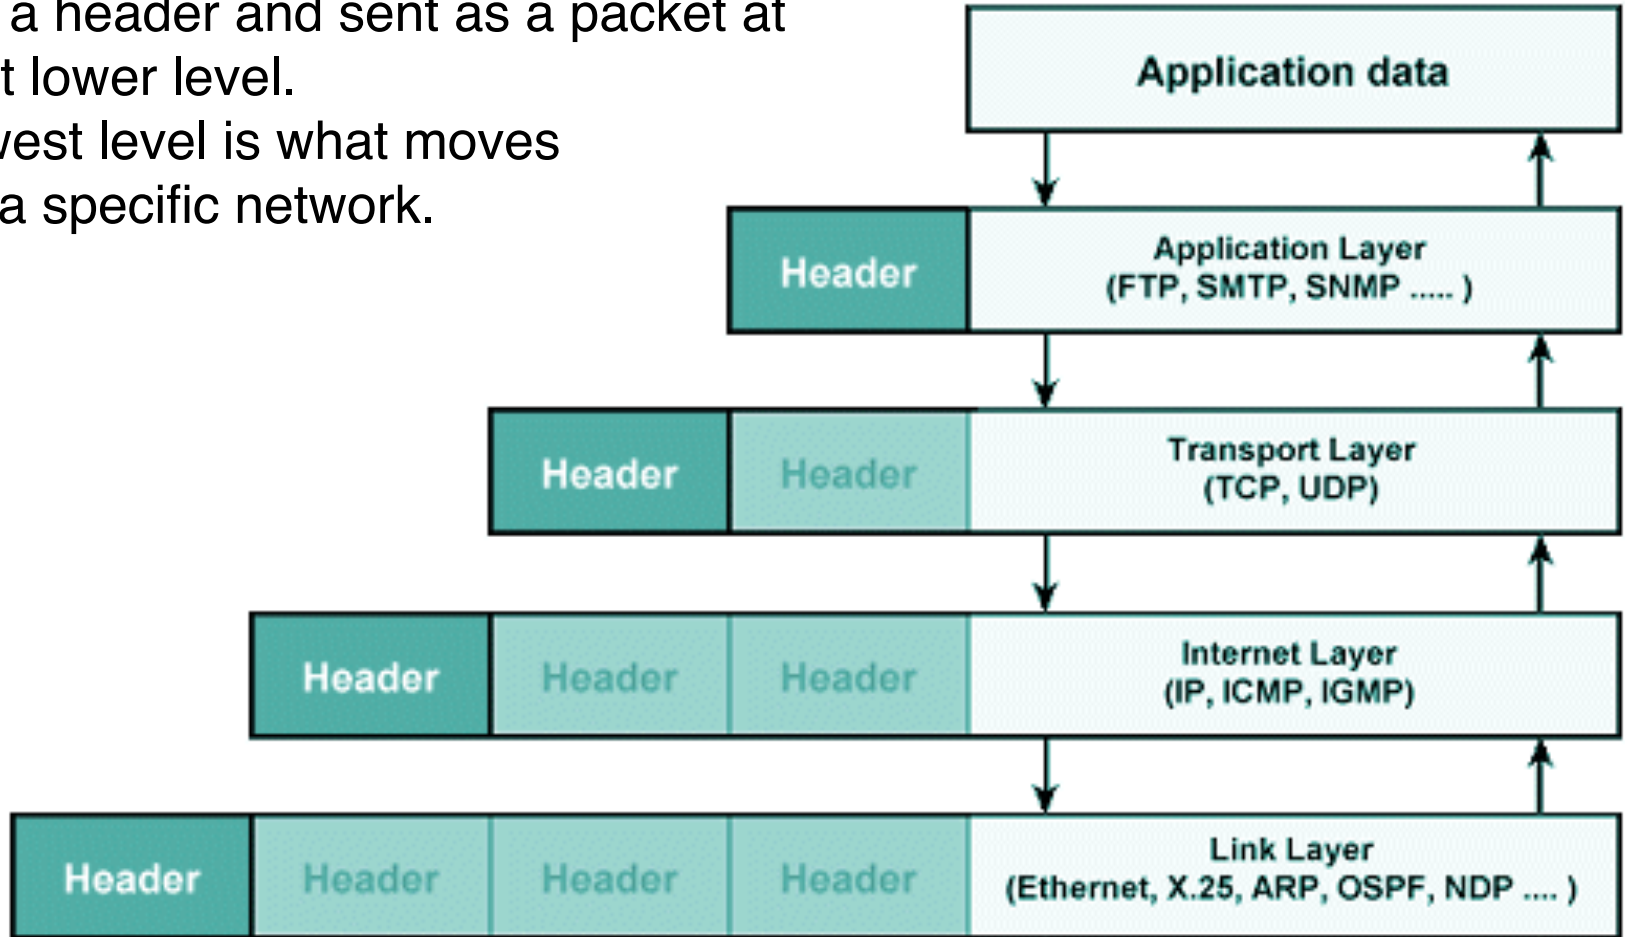 a header and sent as a packet at
t lower level.
west level is what moves
a specific network.
Application data
Header
Application Layer
(FTP, SMTP, SNMP ..... )
Header
Header
Transport Layer
(TCP, UDP)
Header
Header
Header
Internet Layer
(IP, ICMP, IGMP)
Header
Header
Header
Header
Link Layer
(Ethernet, X.25, ARP, OSPF, NDP .... )